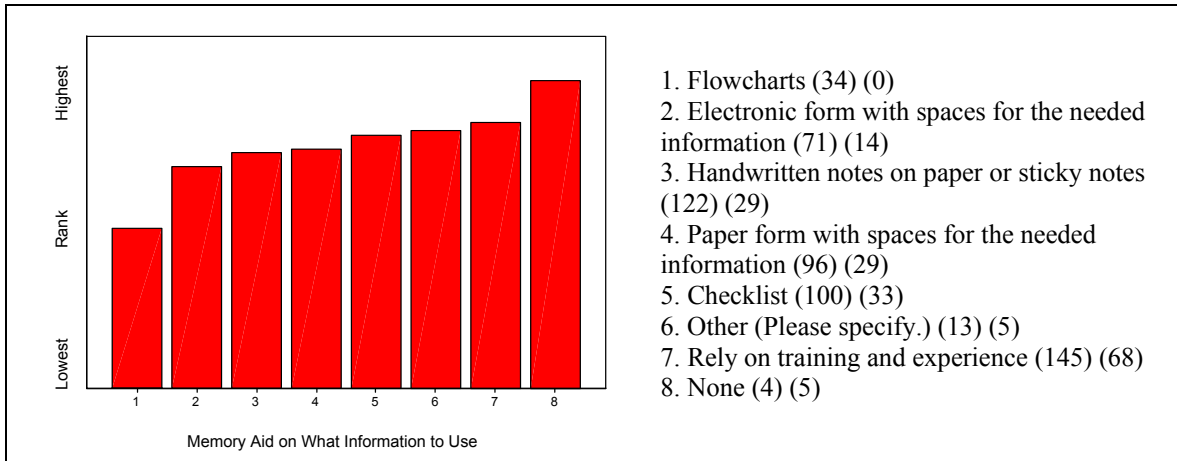 Highest
Rank
Lowest
1 2 3 4 5 6 7 8
Memory Aid on What Information to Use
1. Flowcharts (34) (0)
2. Electronic form with spaces for the needed
information (71) (14)
3. Handwritten notes on paper or sticky notes
(122) (29)
4. Paper form with spaces for the needed
information (96) (29)
5. Checklist (100) (33)
6. Other (Please specify.) (13) (5)
7. Rely on training and experience (145) (68)
8. None (4) (5)